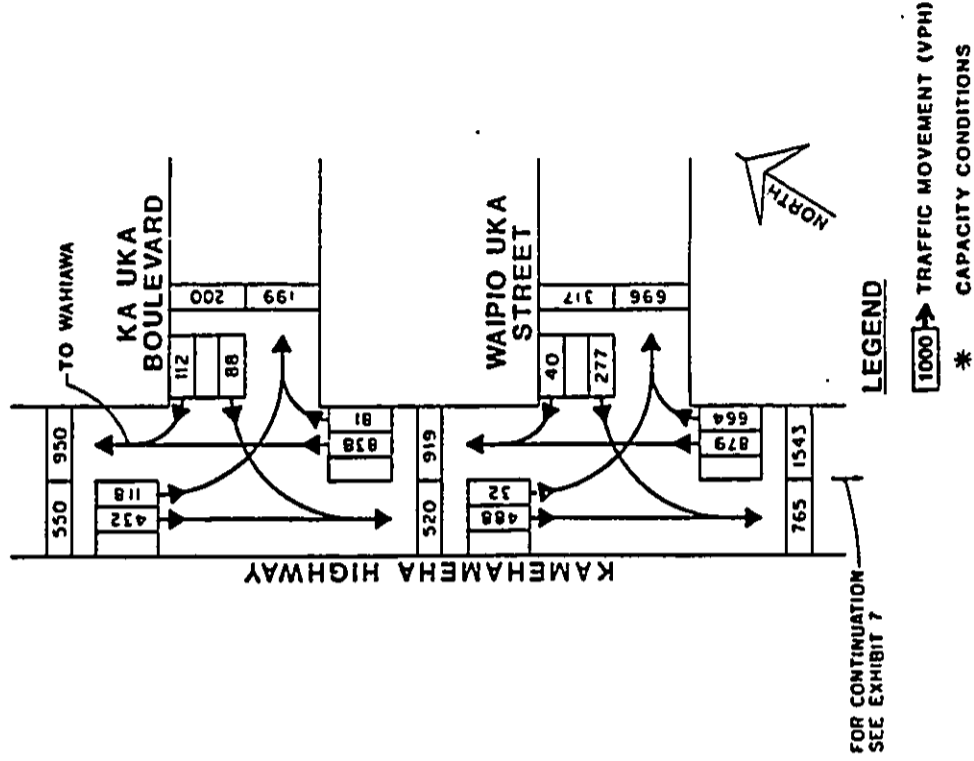 TO WAHIAWA
KA UKA
BOULEVARD
550
950
432
118
112
88
200
199
838
81
KAMEHAMEHA HIGHWAY
520
919
WAIPIO UKA
STREET
488
32
40
277
317
696
879
664
765
1543
NORTH
FOR CONTINUATION
SEE EXHIBIT 7
LEGEND
1000 TRAFFIC MOVEMENT (VPH)
* CAPACITY CONDITIONS